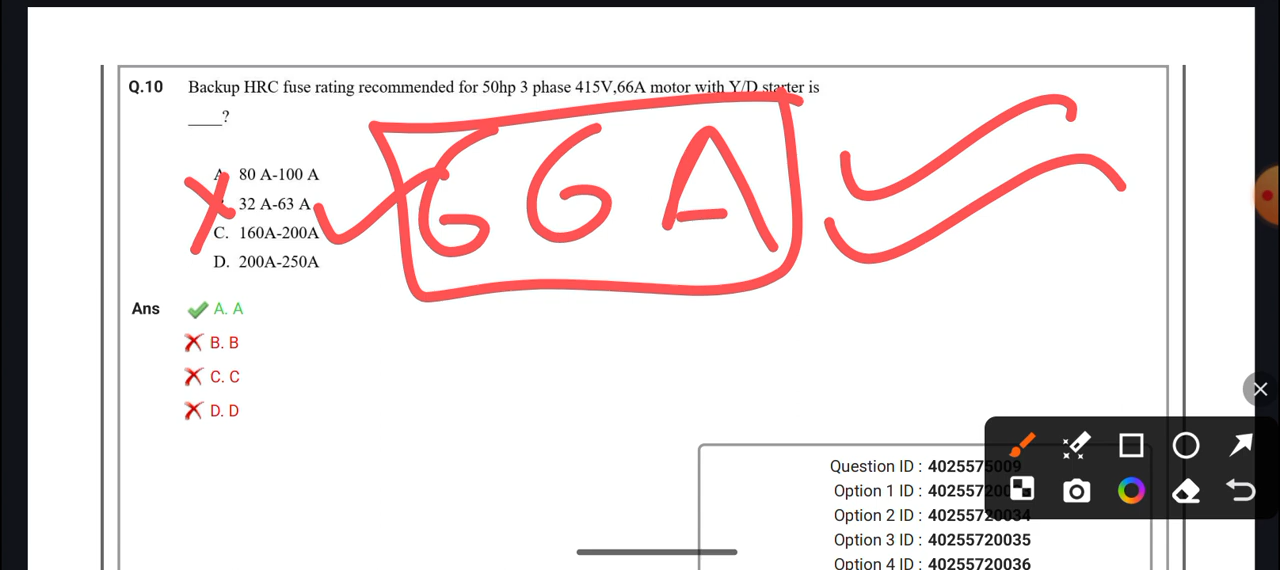 Q.10 Backup HRC fuse rating recommended for 50hp 3 phase 415V,66A motor with Y/D starter is
____?
66A
A. 80 A-100 A
32 A-63 A
C. 160A-200A
D. 200A-250A
Ans A. A
B. B
C. C
D. D
Question ID : 4025575009
Option 1 ID :
Option 2 ID : 40255720034
Option 3 ID : 40255720035
Option 4 ID : 40255720036